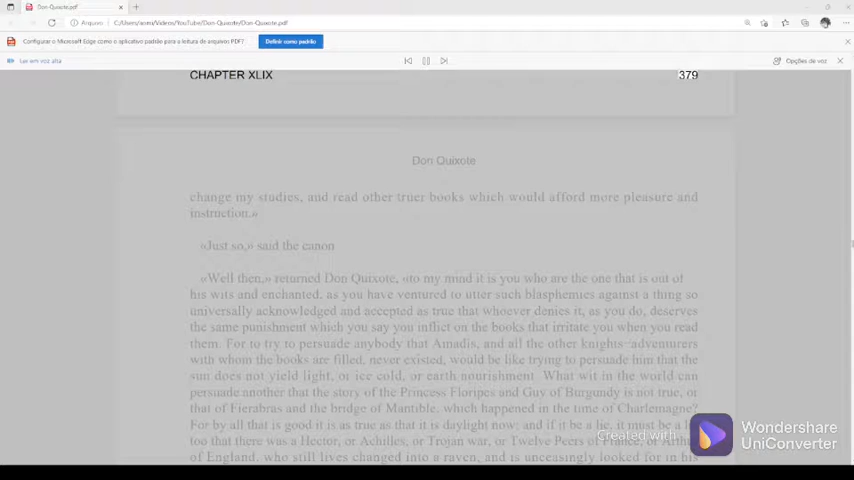 Don-Quixote.pdf
Arquivo
C:/Users/noxni/Videos/YouTube/Don-Quixote/Don-Quixote.pdf
Configurar o Microsoft Edge como o aplicativo padrão para a leitura de arquivos PDF?
Definir como padrão
Ler em voz alta
Opções de voz
CHAPTER XLIX
379
Don Quixote
change my studies, and read other truer books which would afford more pleasure and
instruction.»
«Just so,» said the canon
«Well then,» returned Don Quixote, «to my mind it is you who are the one that is out of
his wits and enchanted, as you have ventured to utter such blasphemies against a thing so
universally acknowledged and accepted as true that whoever denies it, as you do, deserves
the same punishment which you say you inflict on the books that irritate you when you read
them. For to try to persuade anybody that Amadis, and all the other knights-adventurers
with whom the books are filled, never existed, would be like trying to persuade him that the
sun does not yield light, or ice cold, or earth nourishment. What wit in the world can
persuade another that the story of the Princess Floripes and Guy of Burgundy is not true, or
that of Fierabras and the bridge of Mantible, which happened in the time of Charlemagne?
For by all that is good it is as true as that it is daylight now; and if it be a lie, it must be a
too that there was a Hector, or Achilles, or Trojan war, or Twelve Peers of France, or
of England, who still lives changed into a raven, and is unceasingly looked for in his
Created with
Wondershare
UniConverter